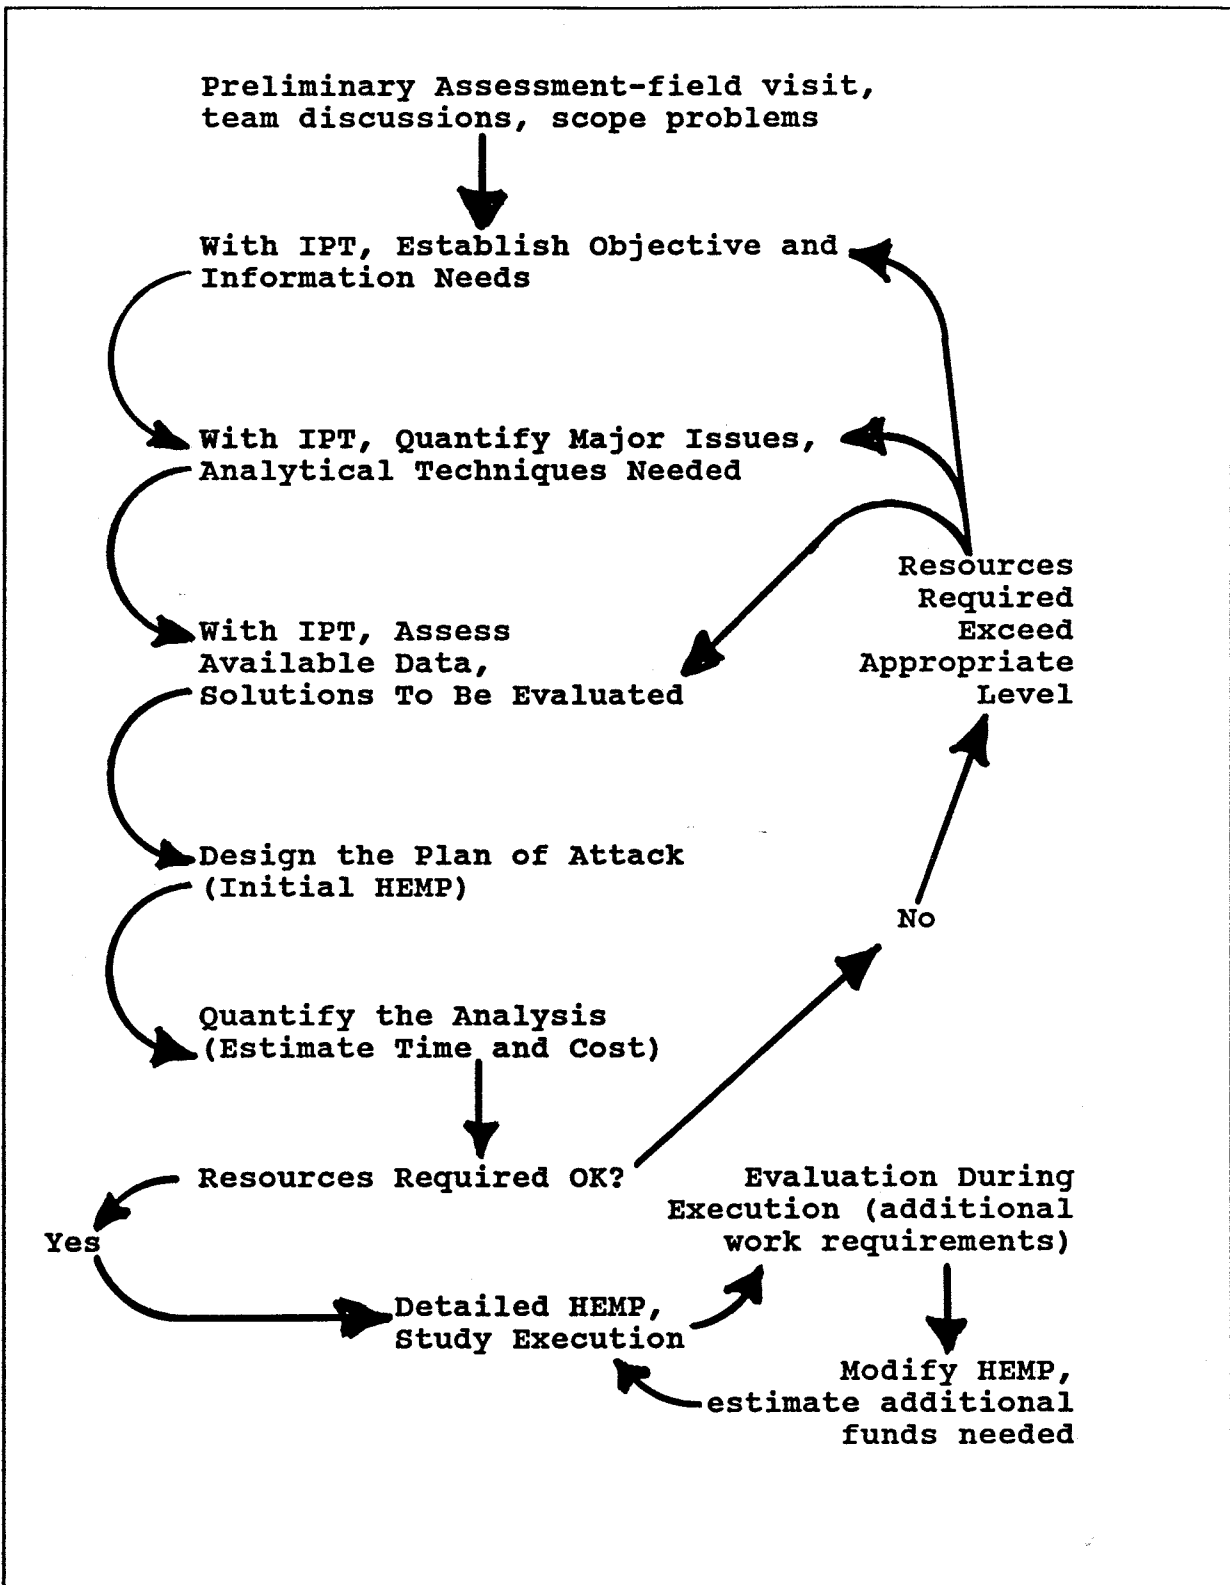 Preliminary Assessment-field visit,
team discussions, scope problems
With IPT, Establish Objective and
Information Needs
With IPT, Quantify Major Issues,
Analytical Techniques Needed
Resources
Required
Exceed
Appropriate
Level
With IPT, Assess
Available Data,
Solutions To Be Evaluated
Design the Plan of Attack
(Initial HEMP)
No
Quantify the Analysis
(Estimate Time and Cost)
Resources Required OK?
Yes
Evaluation During
Execution (additional
work requirements)
Detailed HEMP,
Study Execution
Modify HEMP,
estimate additional
funds needed